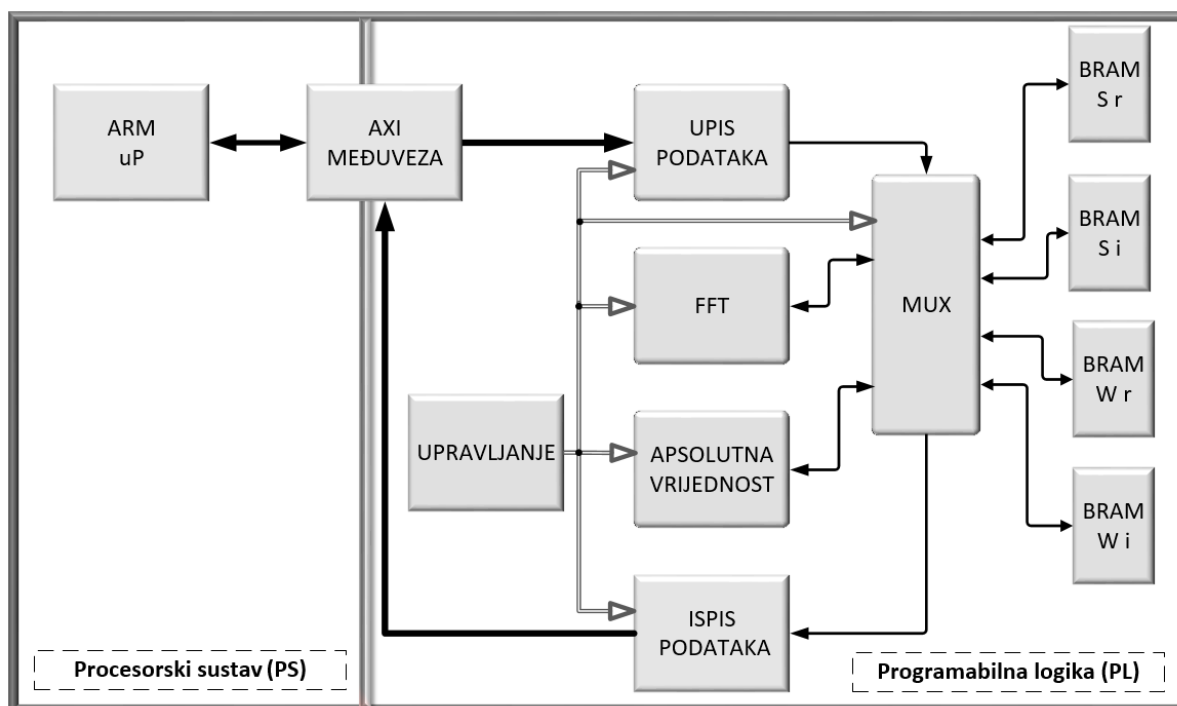 ARM
uP
AXI
MEĐUVEZA
UPIS
PODATAKA
BRAM
S r
BRAM
S i
FFT
MUX
BRAM
W r
UPRAVLJANJE
APSOLUTNA
VRIJEDNOST
BRAM
W i
ISPIS
PODATAKA
Procesorski sustav (PS)
Programabilna logika (PL)